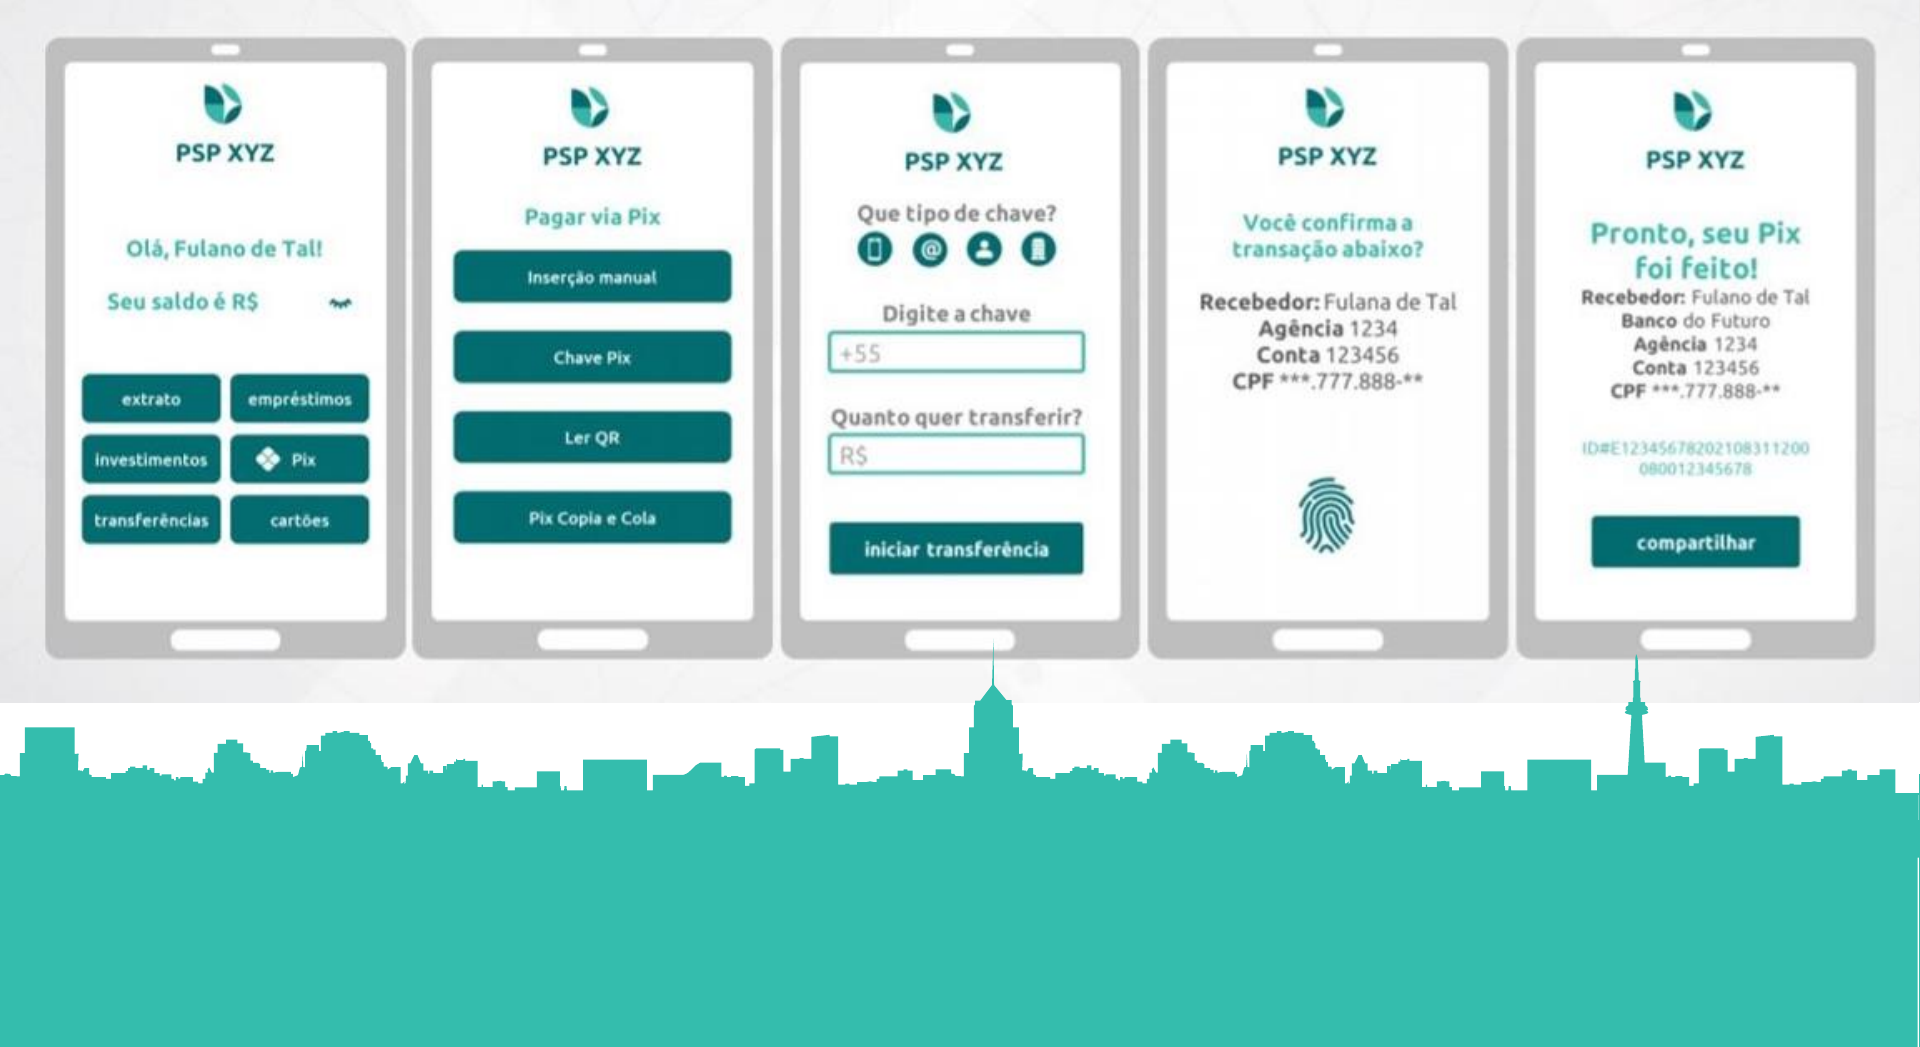 PSP XYZ
Olá, Fulano de Tal!
Seu saldo é R$
extrato
empréstimos
investimentos
Pix
transferências
cartões
PSP XYZ
Pagar via Pix
Inserção manual
Chave Pix
Ler QR
Pix Copia e Cola
PSP XYZ
Que tipo de chave?
@
Digite a chave
+55
Quanto quer transferir?
R$
iniciar transferência
PSP XYZ
Você confirma a
transação abaixo?
Recebedor: Fulana de Tal
Agência 1234
Conta 123456
CPF ***.777.888-**
PSP XYZ
Pronto, seu Pix
foi feito!
Recebedor: Fulano de Tal
Banco do Futuro
Agência 1234
Conta 123456
CPF ***.777.888-**
ID#E12345678202108311200
080012345678
compartilhar